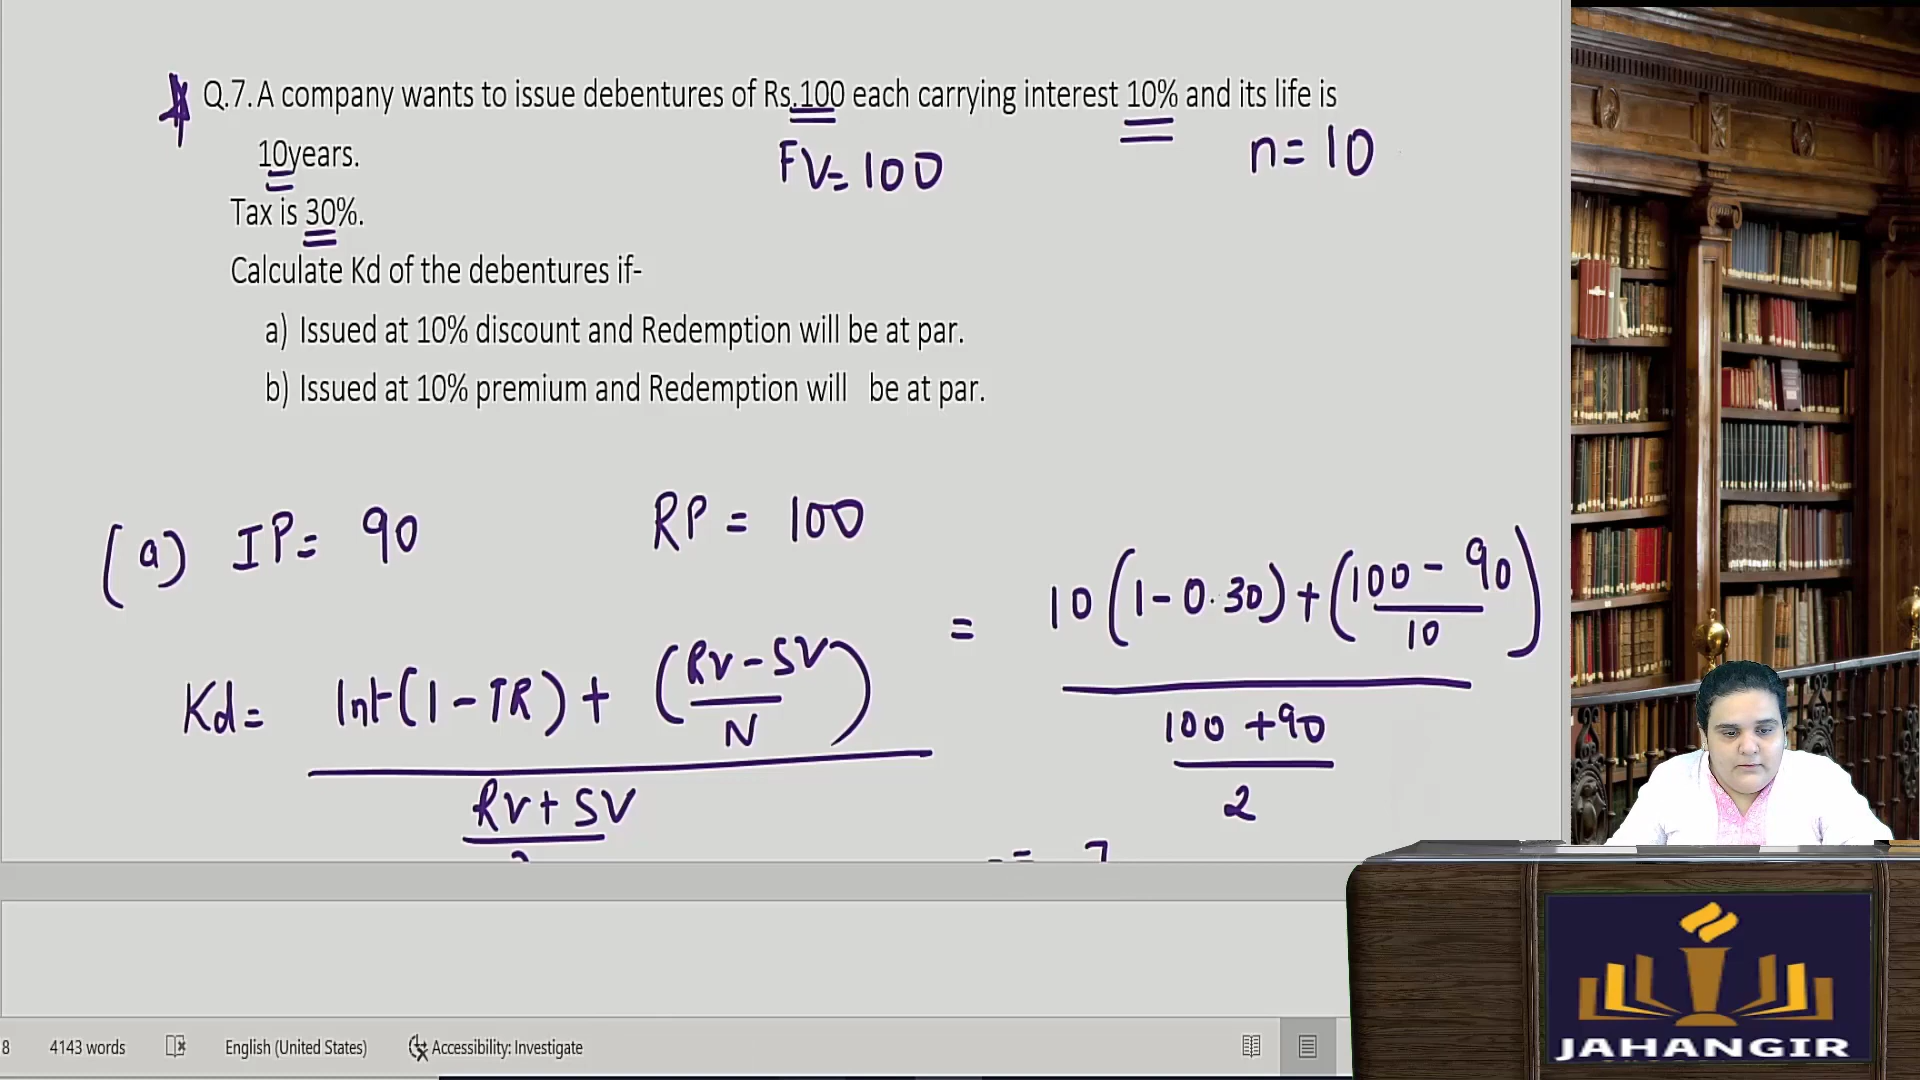 Q.7. A company wants to issue debentures of Rs.100 each carrying interest 10% and its life is
10years.
FV= 100
n= 10
Tax is 30%.
Calculate Kd of the debentures if-
a) Issued at 10% discount and Redemption will be at par.
b) Issued at 10% premium and Redemption will be at par.
(a) IP= 90 RP= 100
Kd= Int(1-TR)+ (RV-SV
N)
RV+SV
= 10(1-0.30)+(100-90
10)
100+90
2
= 7
8 4143 words English (United States) Accessibility: Investigate
JAHANGIR